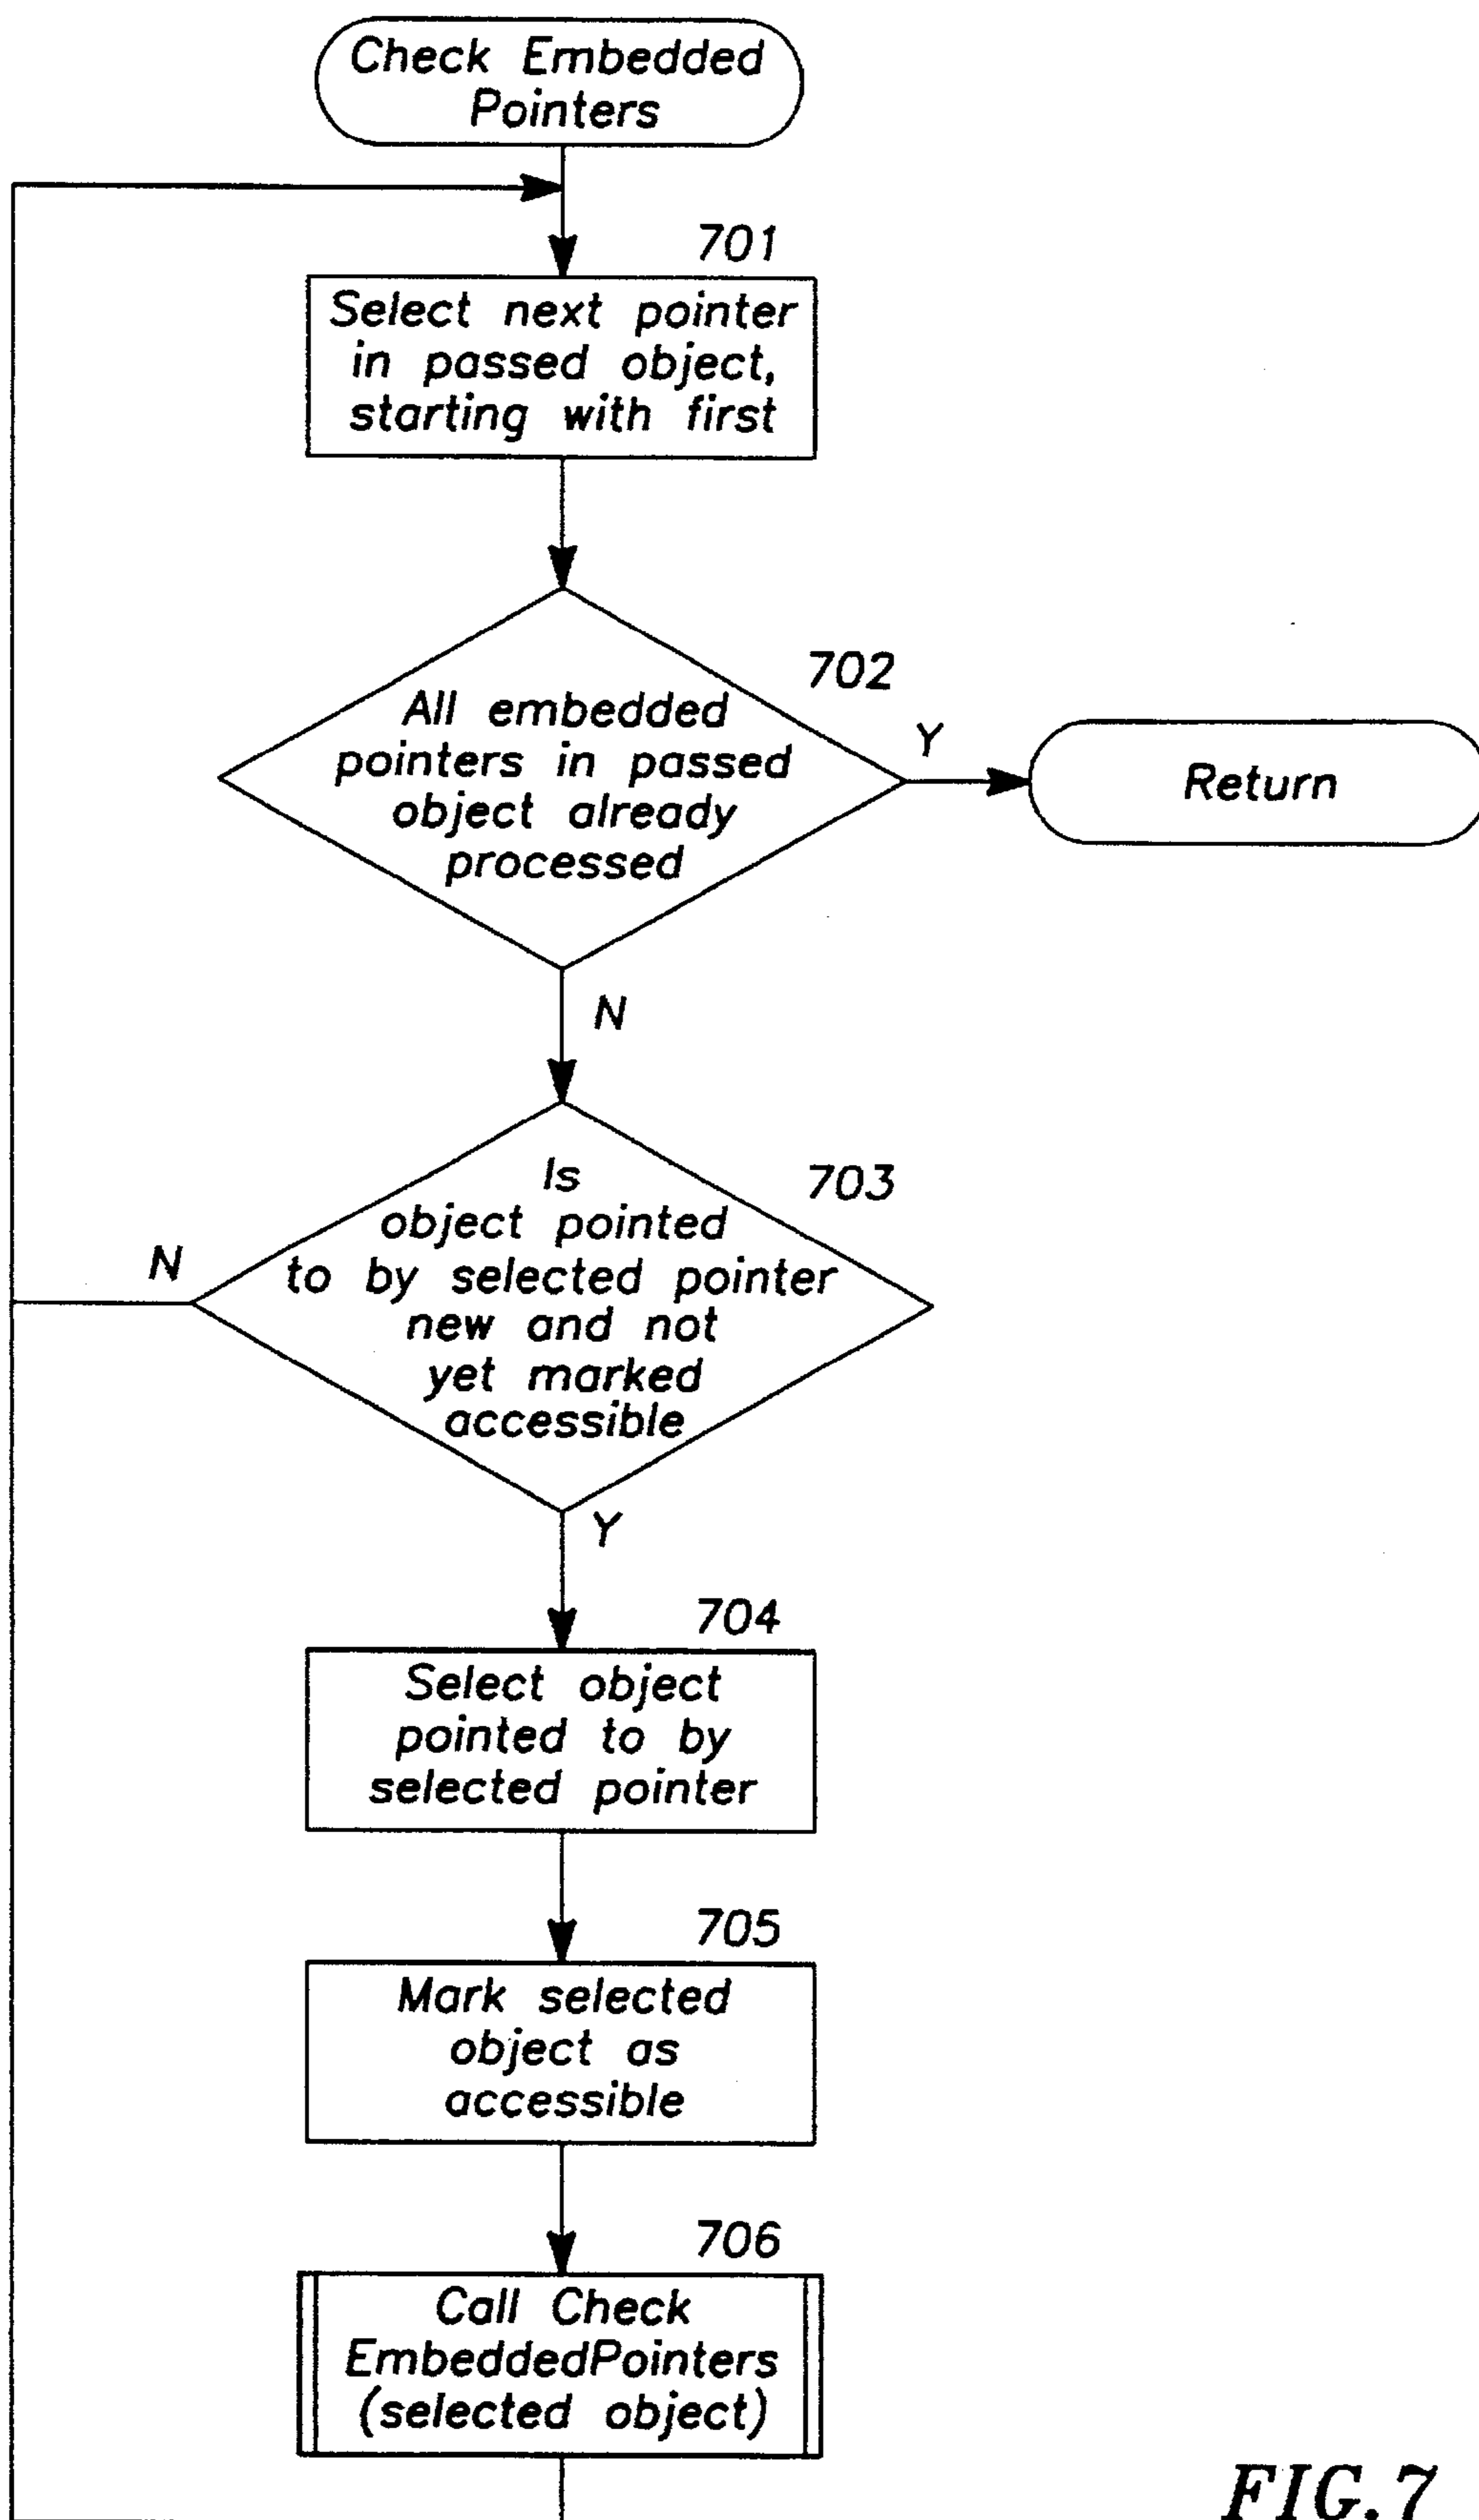 Check Embedded
Pointers
701
Select next pointer
in passed object,
starting with first
702
All embedded
pointers in passed
object already
processed
Y
Return
N
703
Is
object pointed
to by selected pointer
new and not
yet marked
accessible
N
Y
704
Select object
pointed to by
selected pointer
705
Mark selected
object as
accessible
706
Call Check
EmbeddedPointers
(selected object)
FIG.7